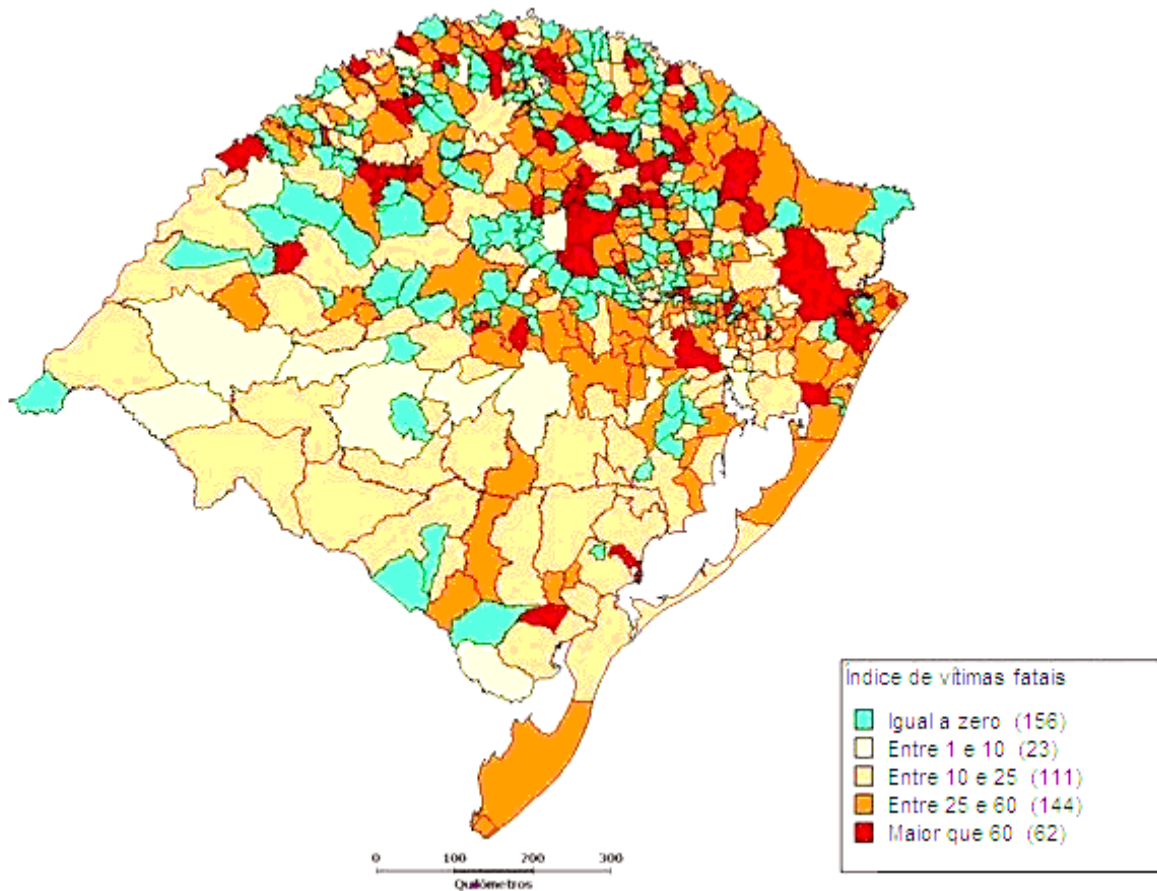 Índice de vítimas fatais
Igual a zero (156)
Entre 1 e 10 (23)
Entre 10 e 25 (111)
Entre 25 e 60 (144)
Maior que 60 (62)
0 100 200 300
Quilómetros